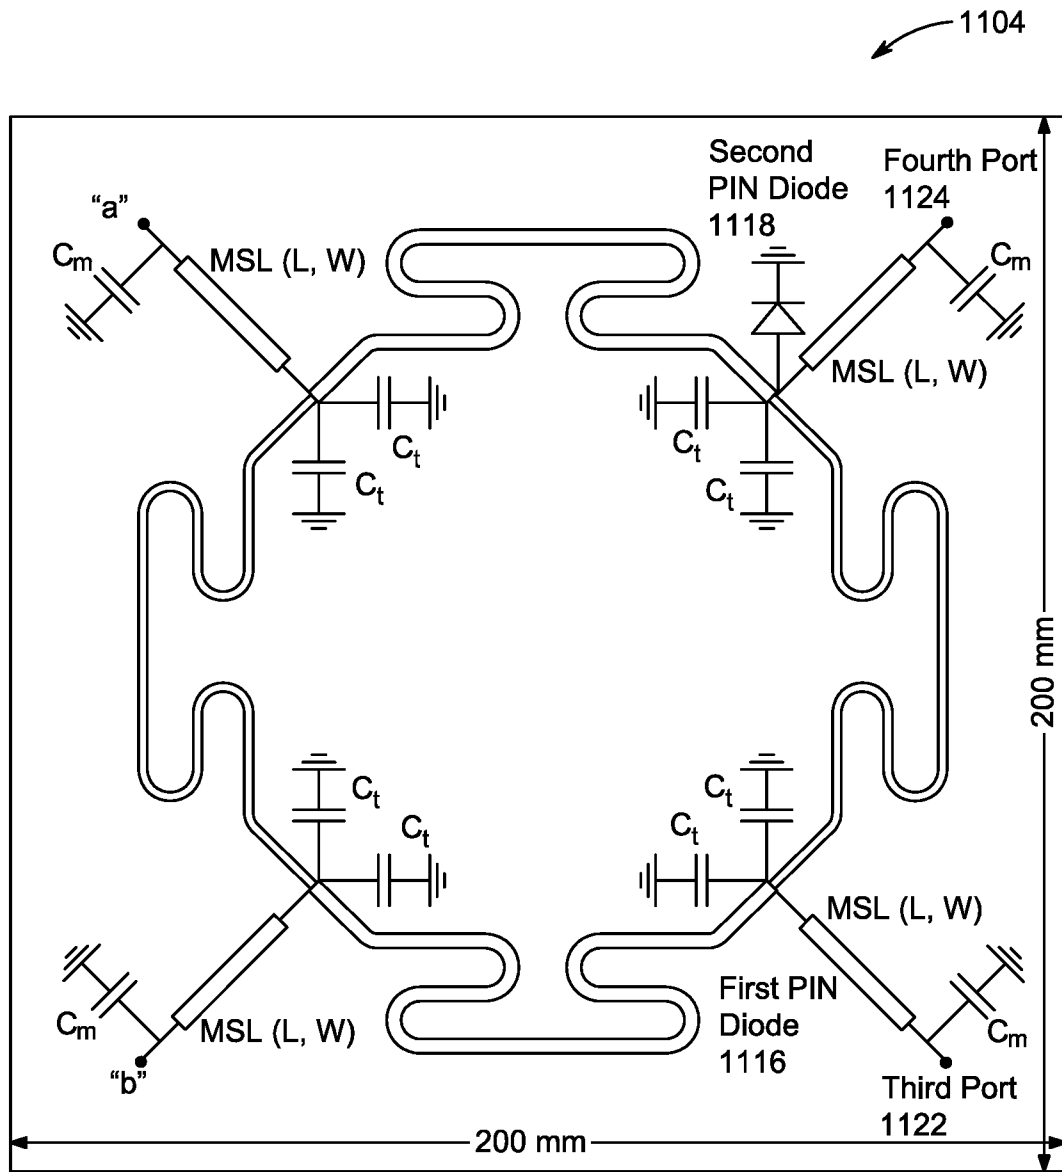 1104
Second
PIN Diode
1118
Fourth Port
1124
“a”
Cm
MSL (L, W)
Cm
MSL (L, W)
Ct
Ct
Ct
Ct
200 mm
Ct
Ct
Ct
Ct
MSL (L, W)
First PIN
Diode
1116
Cm
MSL (L, W)
Cm
“b”
Third Port
1122
200 mm